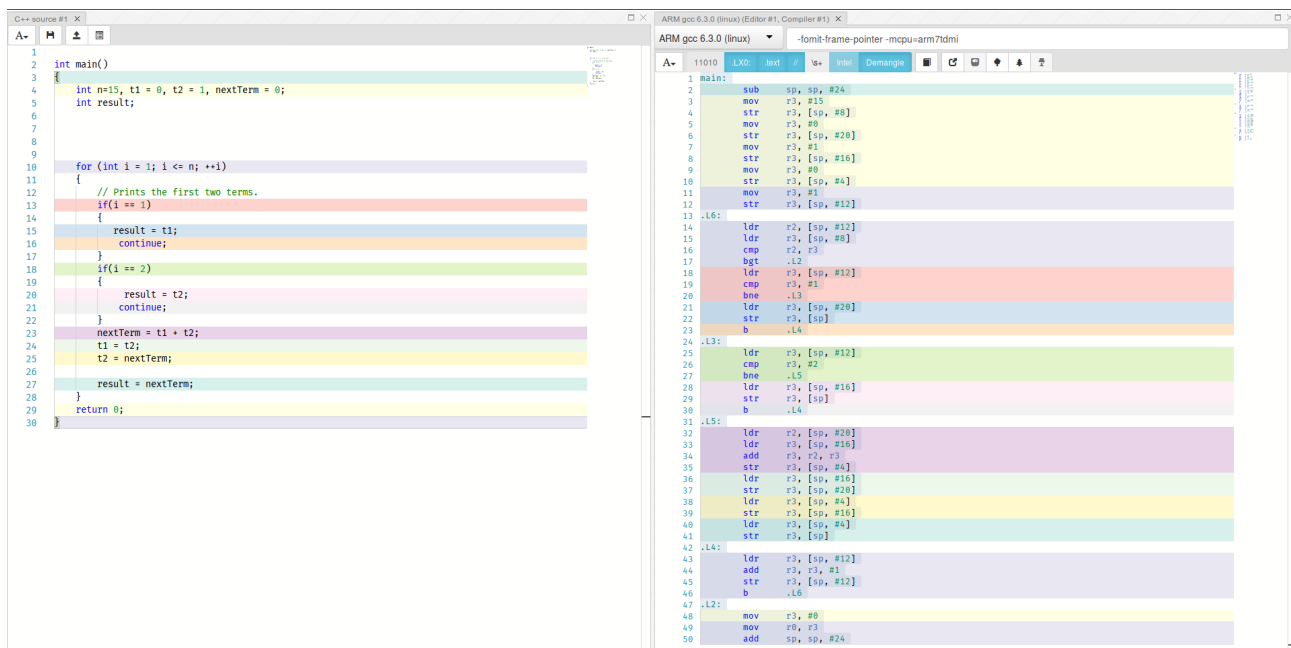 C++ source #1 X
A
1
2 int main()
3 {
4 int n=15, t1 = 0, t2 = 1, nextTerm = 0;
5 int result;
6
7
8
9
10 for (int i = 1; i <= n; ++i)
11 {
12 // Prints the first two terms.
13 if(i == 1)
14 {
15 result = t1;
16 continue;
17 }
18 if(i == 2)
19 {
20 result = t2;
21 continue;
22 }
23 nextTerm = t1 + t2;
24 t1 = t2;
25 t2 = nextTerm;
26
27 result = nextTerm;
28 }
29 return 0;
30 }
ARM gcc 6.3.0 (linux) (Editor #1, Compiler #1) X
ARM gcc 6.3.0 (linux) -fomit-frame-pointer -mcpu=arm7tdmi
A 11010 .LX0: .text // \s+ Intel Demangle
1 main:
2 sub sp, sp, #24
3 mov r3, #15
4 str r3, [sp, #8]
5 mov r3, #0
6 str r3, [sp, #20]
7 mov r3, #1
8 str r3, [sp, #16]
9 mov r3, #0
10 str r3, [sp, #4]
11 mov r3, #1
12 str r3, [sp, #12]
13 .L6:
14 ldr r2, [sp, #12]
15 ldr r3, [sp, #8]
16 cmp r2, r3
17 bgt .L2
18 ldr r3, [sp, #12]
19 cmp r3, #1
20 bne .L3
21 ldr r3, [sp, #20]
22 str r3, [sp]
23 b .L4
24 .L3:
25 ldr r3, [sp, #12]
26 cmp r3, #2
27 bne .L5
28 ldr r3, [sp, #16]
29 str r3, [sp]
30 b .L4
31 .L5:
32 ldr r2, [sp, #20]
33 ldr r3, [sp, #16]
34 add r3, r2, r3
35 str r3, [sp, #4]
36 ldr r3, [sp, #16]
37 str r3, [sp, #20]
38 ldr r3, [sp, #4]
39 str r3, [sp, #16]
40 ldr r3, [sp, #4]
41 str r3, [sp]
42 .L4:
43 ldr r3, [sp, #12]
44 add r3, r3, #1
45 str r3, [sp, #12]
46 b .L6
47 .L2:
48 mov r3, #0
49 mov r0, r3
50 add sp, sp, #24